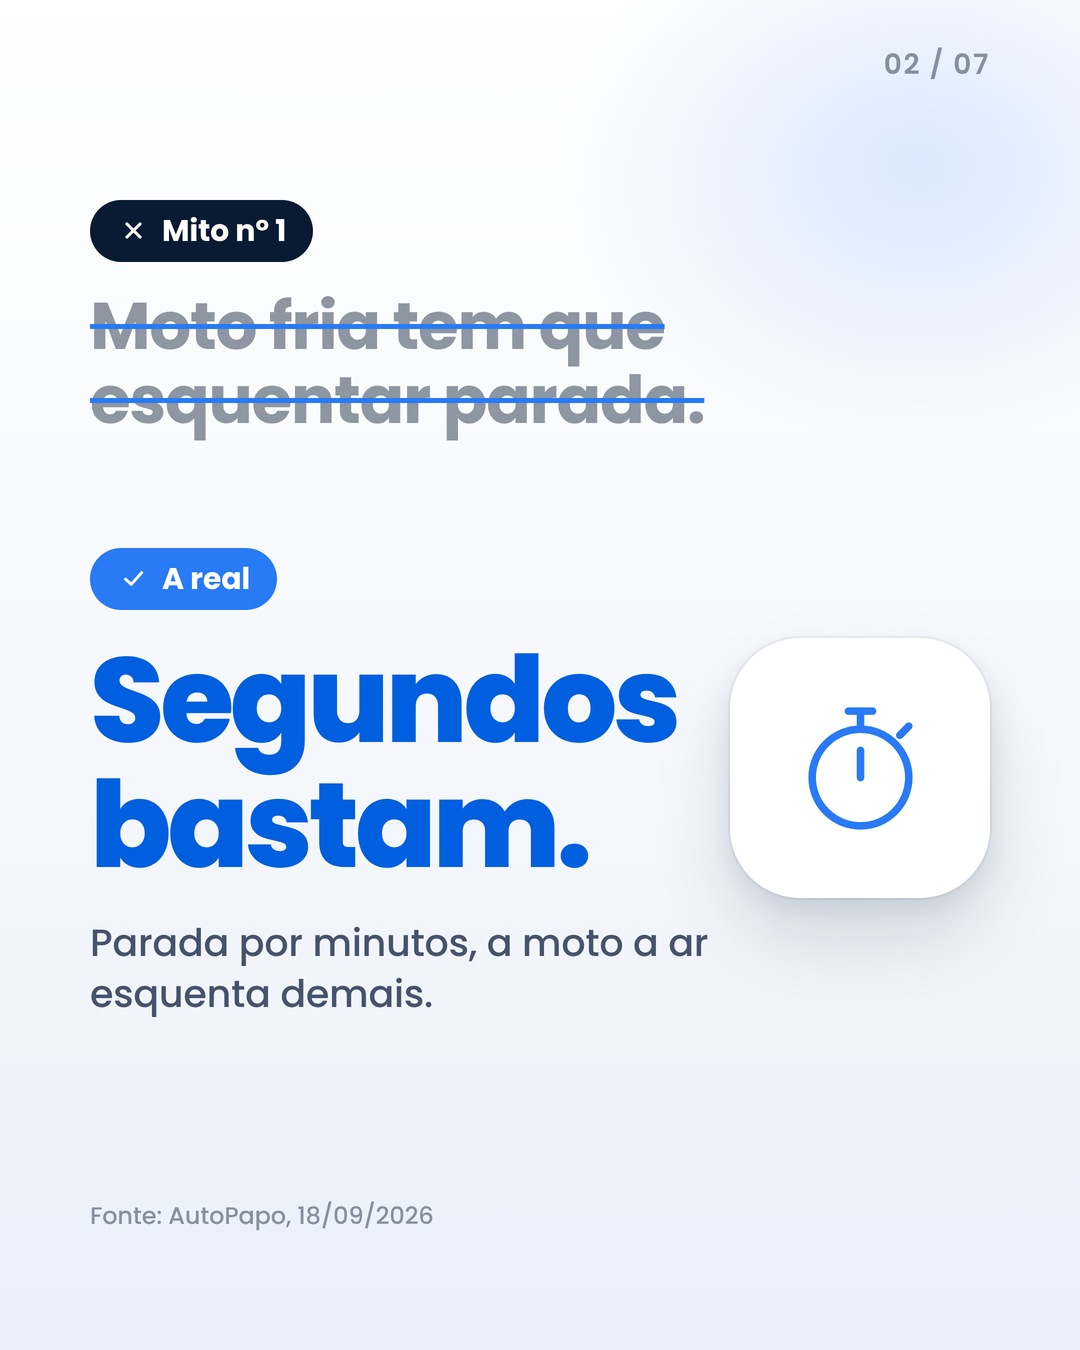 02 / 07
Mito nº 1
Moto fria tem que
esquentar parada.
A real
Segundos
bastam.
Parada por minutos, a moto a ar
esquenta demais.
Fonte: AutoPapo, 18/09/2026